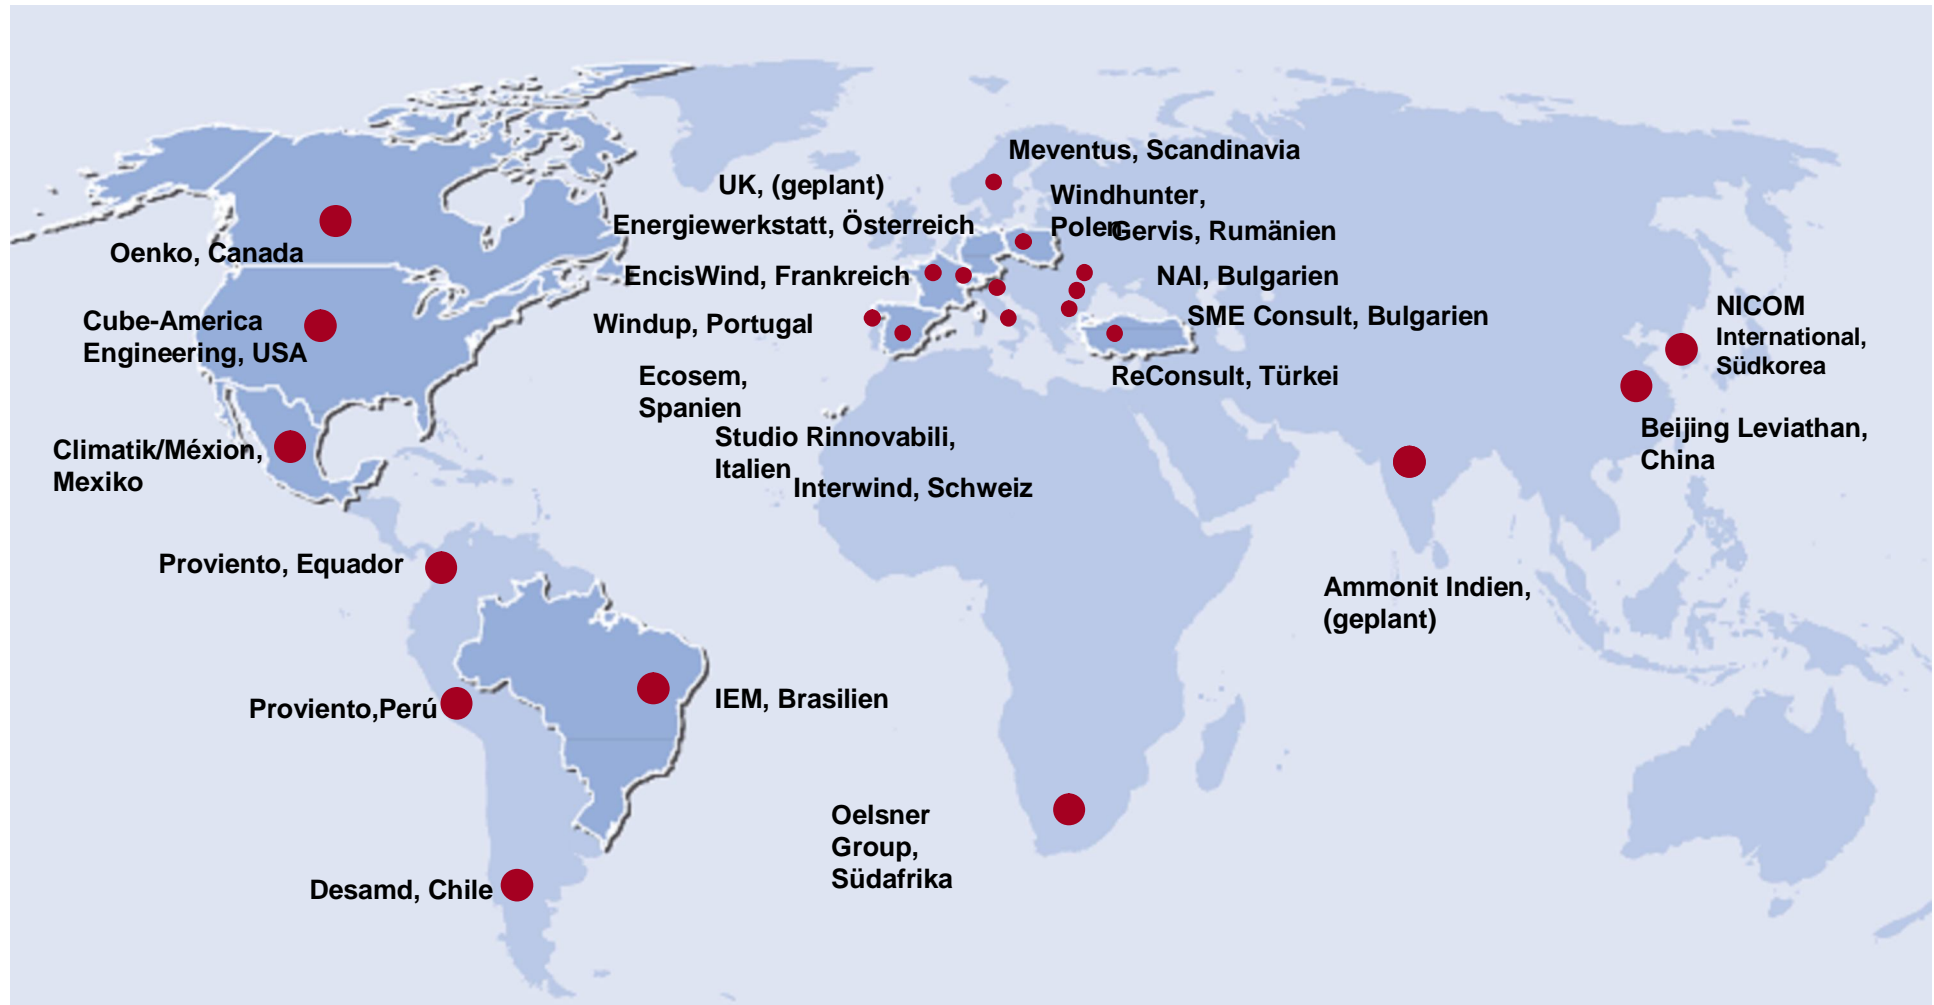 Meventus, Scandinavia
UK, (geplant)
Windhunter,
Polen
Energiewerkstatt, Österreich
Gervis, Rumänien
Oenko, Canada
EncisWind, Frankreich
NAI, Bulgarien
Cube-America
Engineering, USA
Windup, Portugal
SME Consult, Bulgarien
NICOM
International,
Südkorea
Ecosem,
Spanien
ReConsult, Türkei
Climatik/Méxion,
Mexiko
Studio Rinnovabili,
Italien
Interwind, Schweiz
Beijing Leviathan,
China
Proviento, Equador
Ammonit Indien,
(geplant)
Proviento,Perú
IEM, Brasilien
Oelsner
Group,
Südafrika
Desamd, Chile